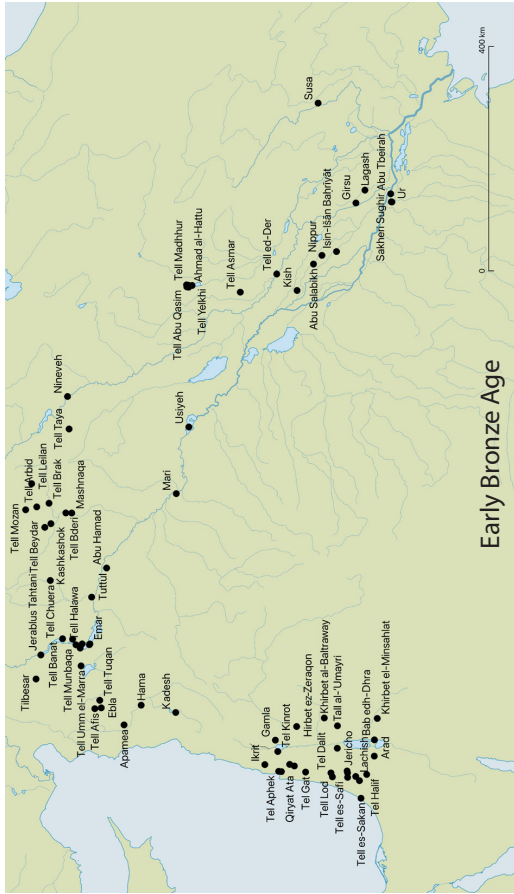 Tell Mozan
Tell Arbid
Tell Leilan
Tell Beydar
Tell Brak
Kashkashok
Mashnaqa
Tell Bderi
Tell Taya
Nineveh
Jerablus Tahtani
Tell Chuera
Tilbesar
Tell Banat
Tell Halawa
Tell Munbaqa
Emar
Tell Umm el-Marra
Tell Tuqan
Tell Afis
Ebla
Tuttul
Abu Hamad
Apamea
Hama
Kadesh
Mari
Usiyeh
Tell Abu Qasim
Tell Madhhur
Ahmad al-Hattu
Tell Yelkhi
Tell Asmar
Tell ed-Der
Kish
Nippur
Abu Salabikh
Isin-Išān Bahrīyāt
Girsu
Lagash
Sakheri Sughir Abu Tbeirah
Ur
Susa
Ikrit
Gamla
Tel Aphek
Tel Kinrot
Qiryat Ata
Hirbet ez-Zeraqon
Tel Gat
Khirbet al-Baltraway
Tel Dalit
Tall al-'Umayri
Tell Lod
Jericho
Tell es-Safi
Bab edh-Dhra
Lachish
Khirbet el-Minsahlat
Arad
Tel Halif
Tell es-Sakan
Early Bronze Age
0
400 km